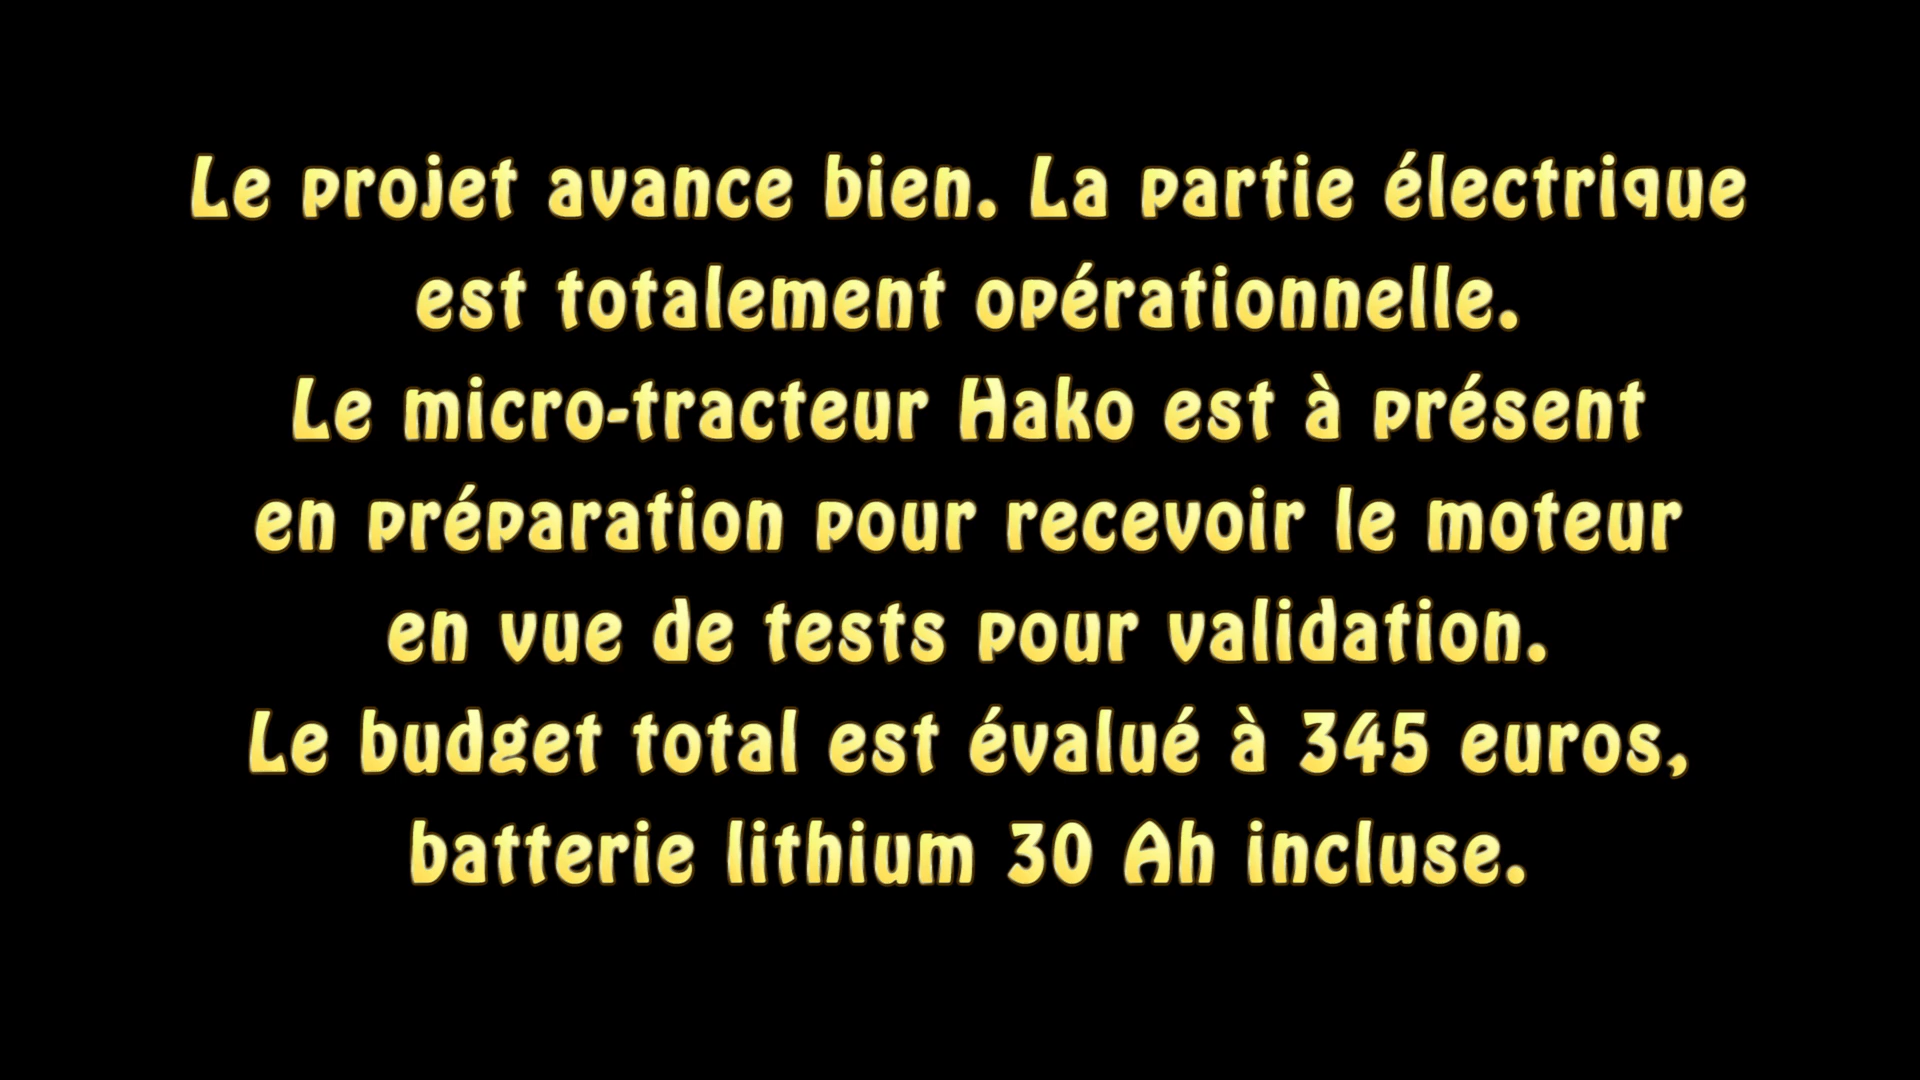 Le projet avance bien. La partie électrique
est totalement opérationnelle.
Le micro-tracteur Hako est à présent
en préparation pour recevoir le moteur
en vue de tests pour validation.
Le budget total est évalué à 345 euros,
batterie lithium 30 Ah incluse.